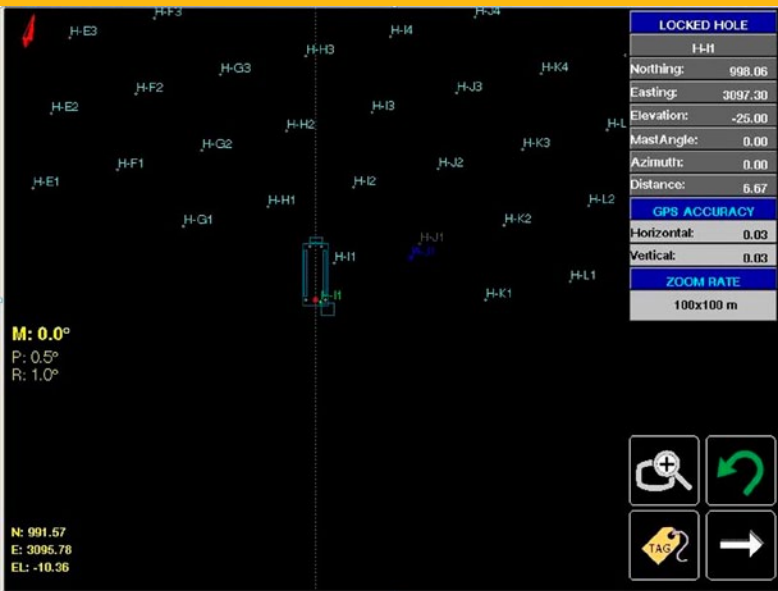 H-F3
H-J4
H-E3
H-I4
H-H3
H-G3
H-K4
H-F2
H-J3
H-E2
H-I3
H-H2
H-L
H-G2
H-K3
H-F1
H-J2
H-E1
H-I2
H-H1
H-L2
H-G1
H-K2
H-J1
H-I1
H-L1
H-K1
M: 0.0°
P: 0.5°
R: 1.0°
N: 991.57
E: 3095.78
EL: -10.36
LOCKED HOLE
H-I1
Northing: 998.06
Easting: 3097.30
Elevation: -25.00
MastAngle: 0.00
Azimuth: 0.00
Distance: 6.67
GPS ACCURACY
Horizontal: 0.03
Vertical: 0.03
ZOOM RATE
100x100 m
TAG